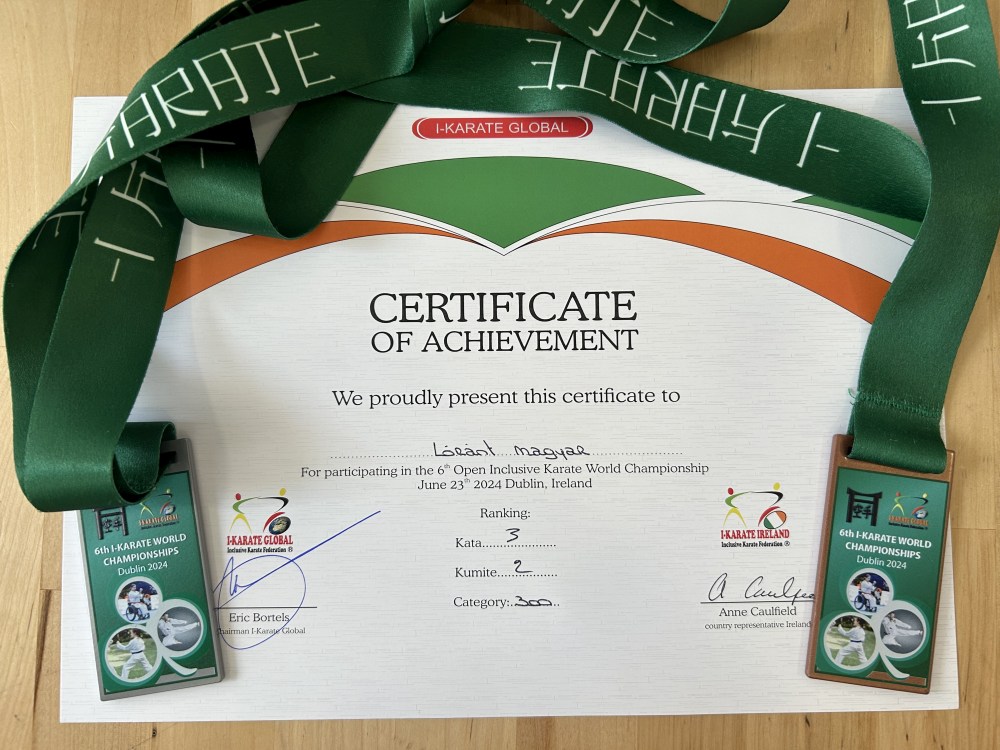 I-KARATE
I-KARATE
I-KARATE GLOBAL
CERTIFICATE
OF ACHIEVEMENT
We proudly present this certificate to
Lóránt Magyar
For participating in the 6th Open Inclusive Karate World Championship
June 23th 2024 Dublin, Ireland
Ranking:
Kata......................3
Kumite..................2
Category:.300..
I-KARATE GLOBAL
Inclusive Karate Federation ®
Eric Bortels
Chairman I-Karate Global
I-KARATE IRELAND
Inclusive Karate Federation ®
A Caulfield
Anne Caulfield
country representative Ireland
6th I-KARATE WORLD
CHAMPIONSHIPS
Dublin 2024
6th I-KARATE WORLD
CHAMPIONSHIPS
Dublin 2024